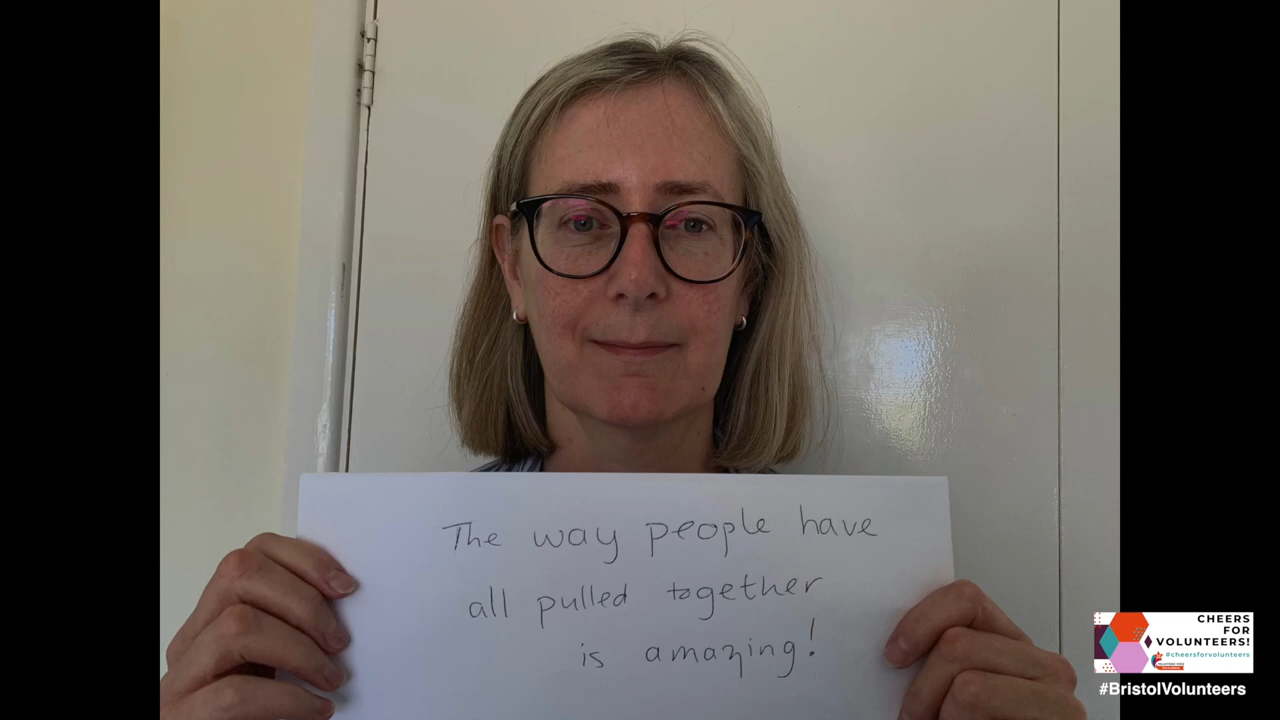 The way people have
all pulled together
is amazing!
CHEERS
FOR
VOLUNTEERS!
#cheersforvolunteers
#BristolVolunteers